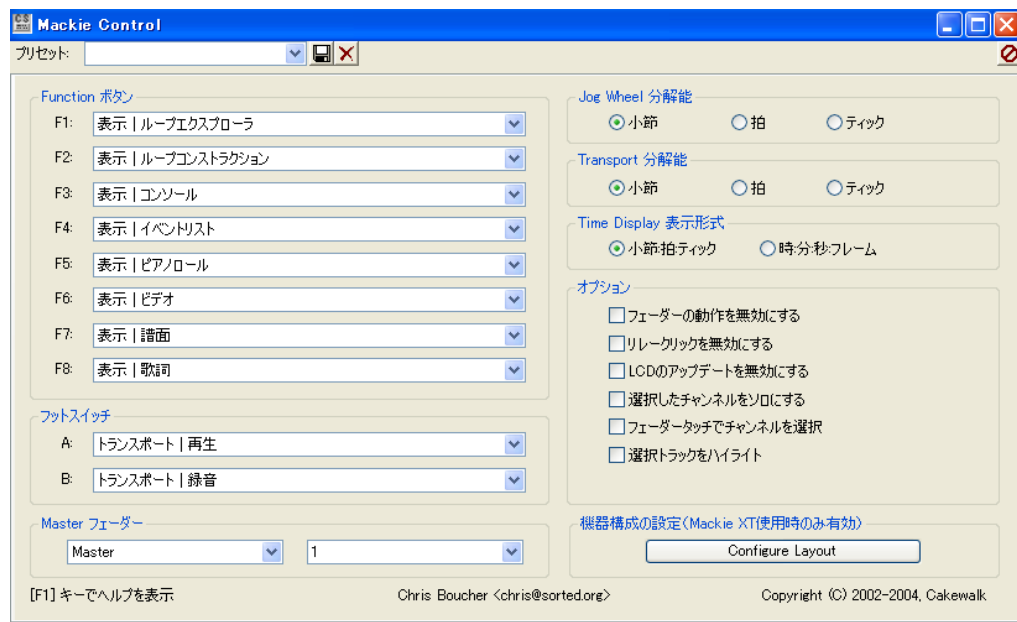 Mackie Control
プリセット:
Function ボタン
F1: 表示 | ループエクスプローラ
F2: 表示 | ループコンストラクション
F3: 表示 | コンソール
F4: 表示 | イベントリスト
F5: 表示 | ピアノロール
F6: 表示 | ビデオ
F7: 表示 | 譜面
F8: 表示 | 歌詞
フットスイッチ
A: トランスポート | 再生
B: トランスポート | 録音
Master フェーダー
Master 1
Jog Wheel 分解能
小節 拍 ティック
Transport 分解能
小節 拍 ティック
Time Display 表示形式
小節:拍:ティック 時:分:秒:フレーム
オプション
フェーダーの動作を無効にする
リレークリックを無効にする
LCDのアップデートを無効にする
選択したチャンネルをソロにする
フェーダータッチでチャンネルを選択
選択トラックをハイライト
機器構成の設定(Mackie XT使用時のみ有効)
Configure Layout
[F1] キーでヘルプを表示 Chris Boucher <chris@sorted.org> Copyright (C) 2002-2004, Cakewalk